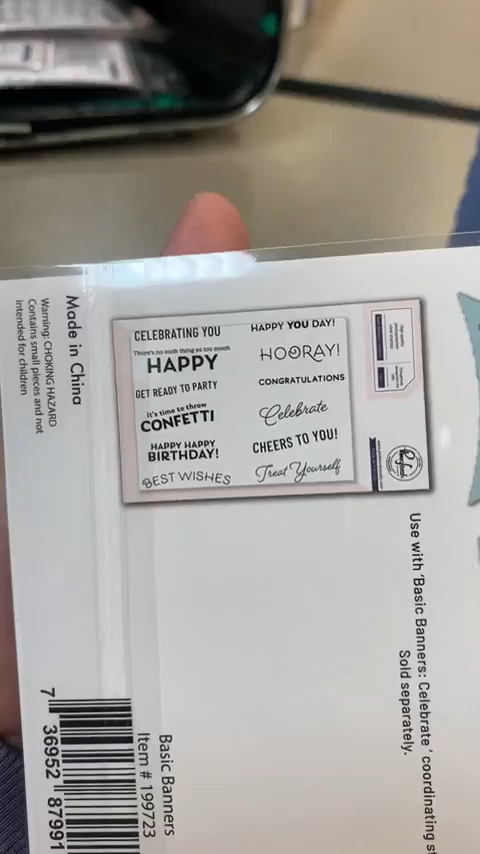 CELEBRATING YOU
There's no such thing as too much
HAPPY
GET READY TO PARTY
it's time to throw
CONFETTI
HAPPY HAPPY
BIRTHDAY!
BEST WISHES
HAPPY YOU DAY!
HOORAY!
CONGRATULATIONS
Celebrate
CHEERS TO YOU!
Treat Yourself
Use with 'Basic Banners: Celebrate' coordinating
Sold separately.
Basic Banners
Item # 199723
Made in China
Warning: CHOKING HAZARD
Contains small pieces and not
intended for children
7 36952 87991